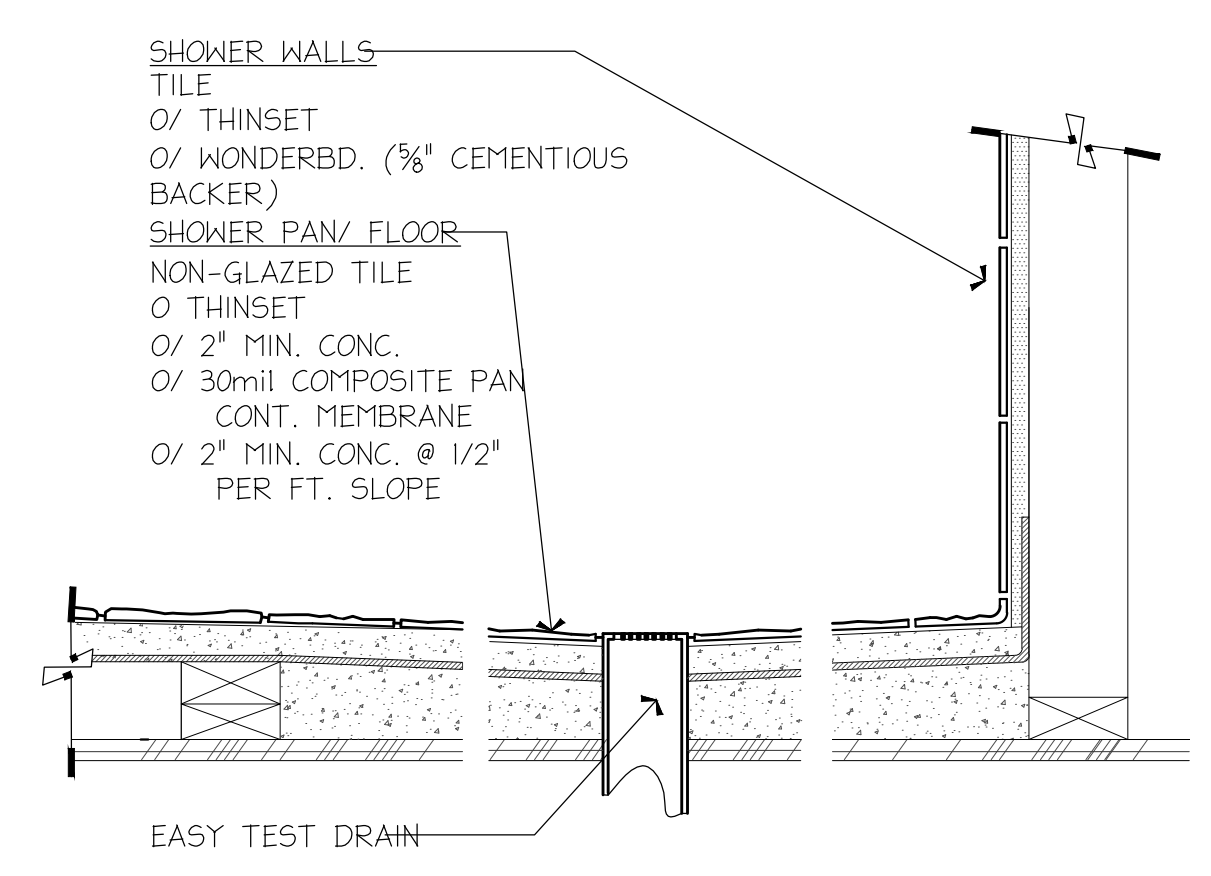 SHOWER WALLS
TILE
O/ THINSET
O/ WONDERBD. (5/8" CEMENTIOUS
BACKER)
SHOWER PAN/ FLOOR
NON-GLAZED TILE
O THINSET
O/ 2" MIN. CONC.
O/ 30mil COMPOSITE PAN
CONT. MEMBRANE
O/ 2" MIN. CONC. @ 1/2"
PER FT. SLOPE
EASY TEST DRAIN